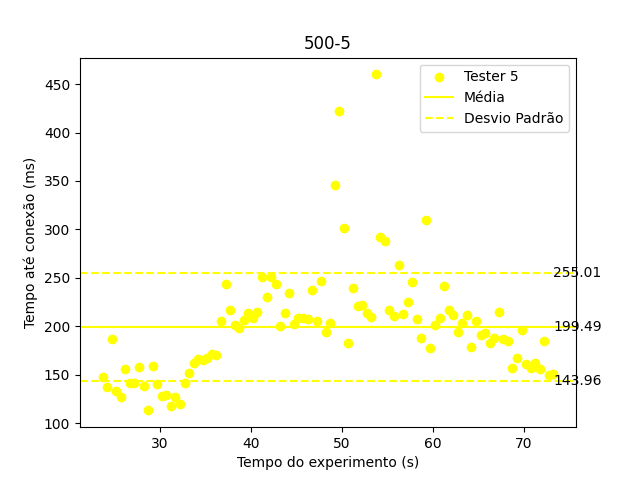 500-5
Tester 5
Média
Desvio Padrão
Tempo até conexão (ms)
450
400
350
300
250
200
150
100
255.01
199.49
143.96
30 40 50 60 70
Tempo do experimento (s)